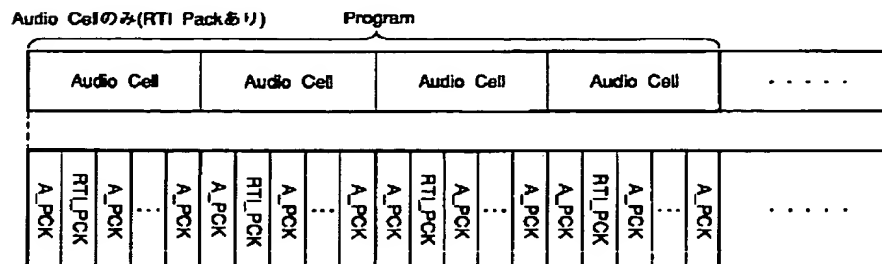 Audio Cellのみ(RTI Packあり)
Program
Audio Cell Audio Cell Audio Cell Audio Cell ・・・・・
A_PCK RTI_PCK A_PCK ... A_PCK A_PCK RTI_PCK A_PCK ... A_PCK A_PCK RTI_PCK A_PCK ... A_PCK A_PCK RTI_PCK A_PCK ... A_PCK ・・・・・